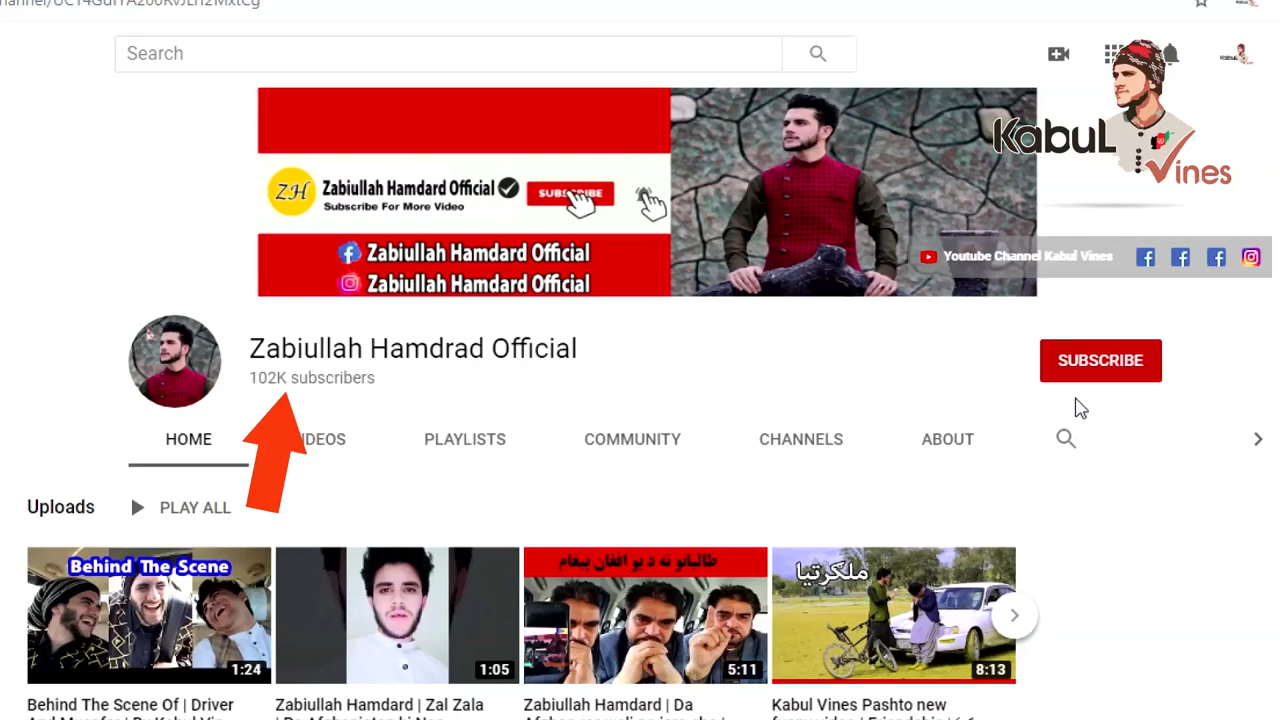 Search
Kabul
Vines
ZH
Zabiullah Hamdard Official
SUBSCRIBE
Subscribe For More Video
Zabiullah Hamdard Official
Zabiullah Hamdard Official
Youtube Channel Kabul Vines
Zabiullah Hamdrad Official
102K subscribers
SUBSCRIBE
HOME
PLAYLISTS
COMMUNITY
CHANNELS
ABOUT
Uploads
PLAY ALL
Behind The Scene
1:24
1:05
طالبانو ته د یو افغان پیغام
5:11
ملګرتیا
8:13
Behind The Scene Of | Driver
Zabiullah Hamdard | Zal Zala
Zabiullah Hamdard | Da
Kabul Vines Pashto new